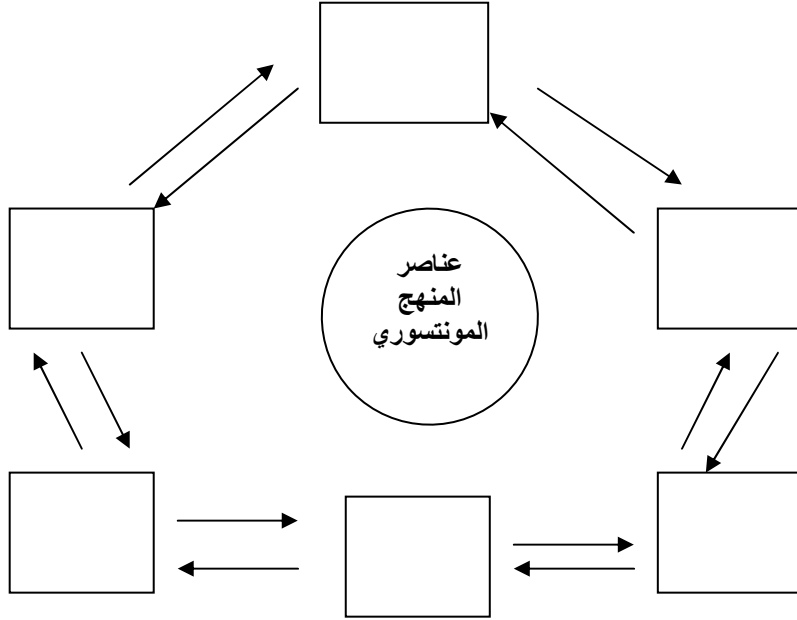 عناصر
المنهج
المونتسوري